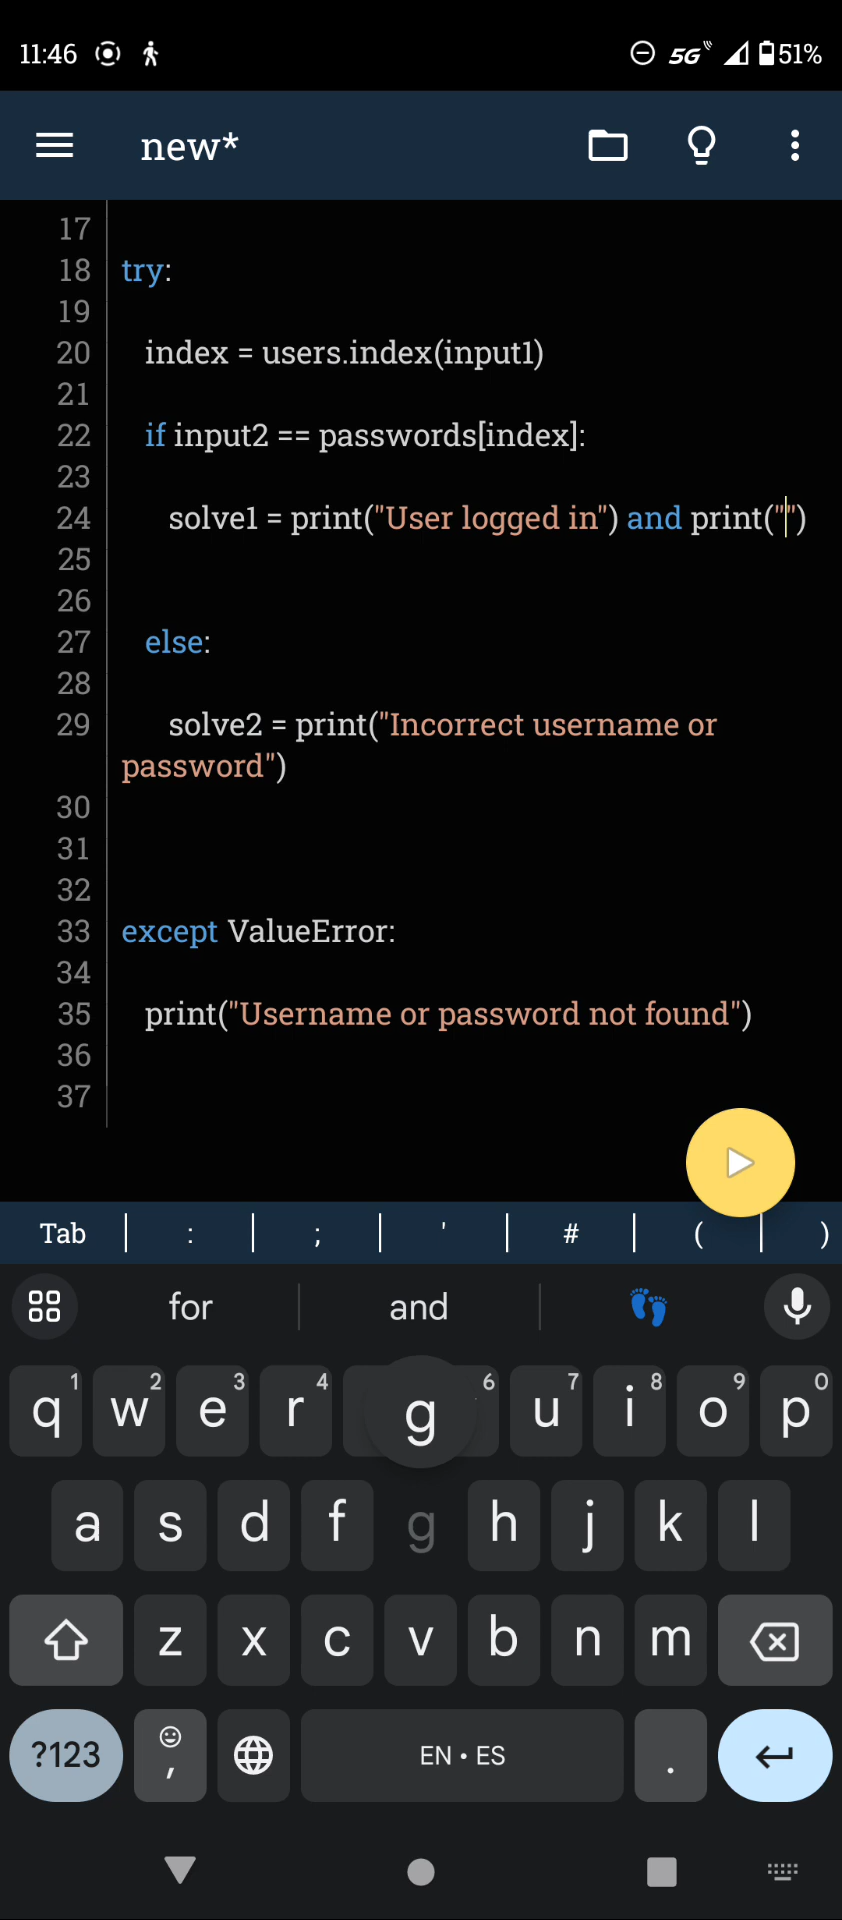 11:46 5G 51%
new*
17
18 try:
19
20 index = users.index(input1)
21
22 if input2 == passwords[index]:
23
24 solve1 = print("User logged in") and print("")
25
26
27 else:
28
29 solve2 = print("Incorrect username or
password")
30
31
32
33 except ValueError:
34
35 print("Username or password not found")
36
37
Tab : ; ' # ( )
for and
q 1 w 2 e 3 r 4 g 6 u 7 i 8 o 9 p 0
a s d f g h j k l
z x c v b n m
?123 , EN • ES .